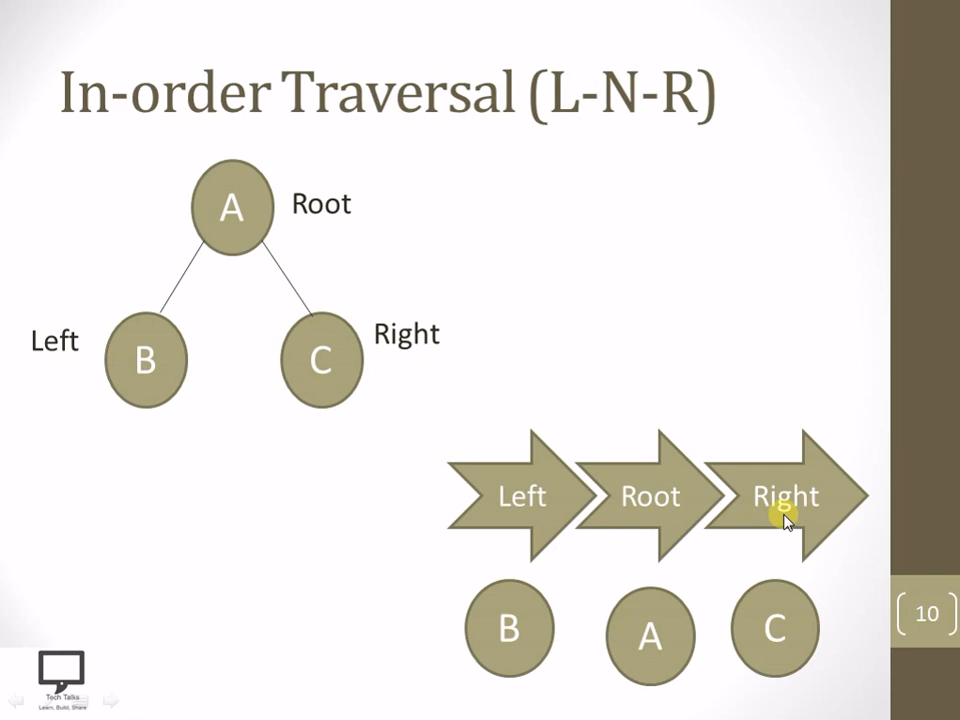 In-order Traversal (L-N-R)
A
Root
Left
B
C
Right
Left
Root
Right
B
A
C
10
Tech Talks
Learn, Build, Share